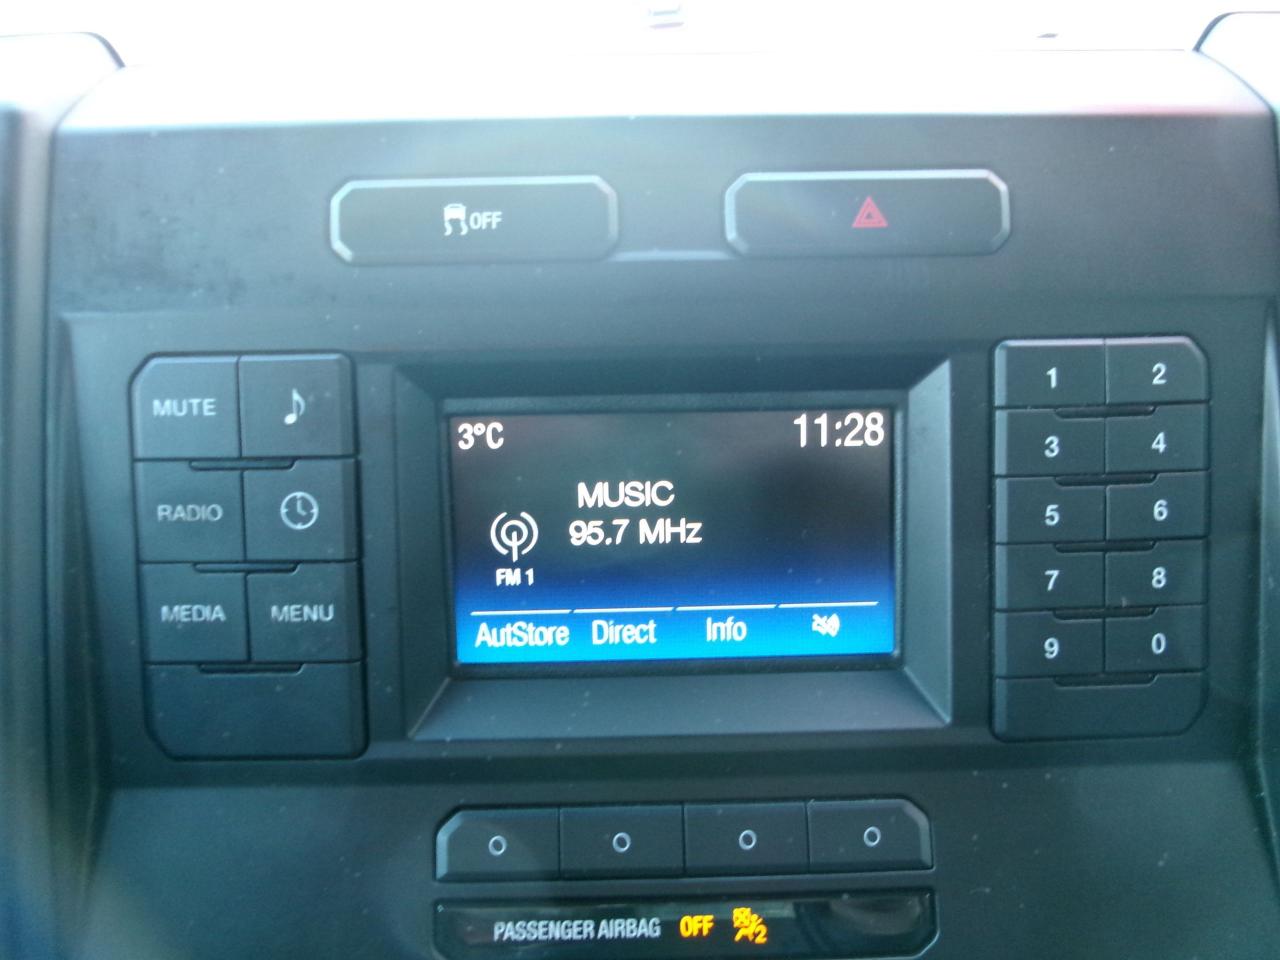 OFF
MUTE
RADIO
MEDIA MENU
3°C 11:28
MUSIC
95.7 MHz
FM 1
AutStore Direct Info
1 2
3 4
5 6
7 8
9 0
PASSENGER AIRBAG OFF 2